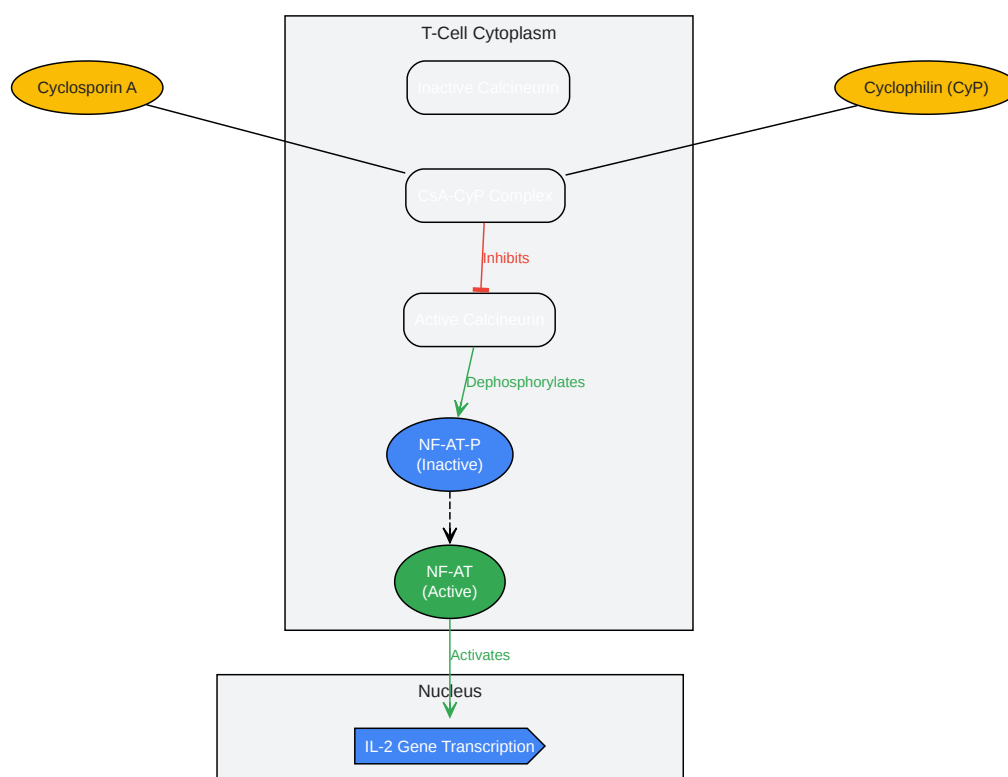 T-Cell Cytoplasm
Inactive Calcineurin
Cyclosporin A
Cyclophilin (CyP)
CsA-CyP Complex
Inhibits
Active Calcineurin
Dephosphorylates
NF-AT-P
(Inactive)
NF-AT
(Active)
Activates
Nucleus
IL-2 Gene Transcription